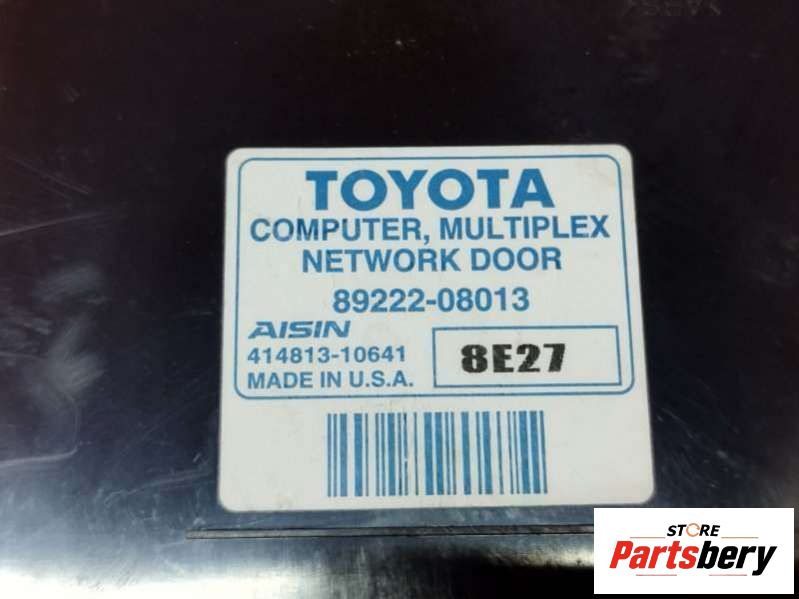 TOYOTA
COMPUTER, MULTIPLEX
NETWORK DOOR
89222-08013
AISIN
414813-10641
8E27
MADE IN U.S.A.
STORE
Partsbery